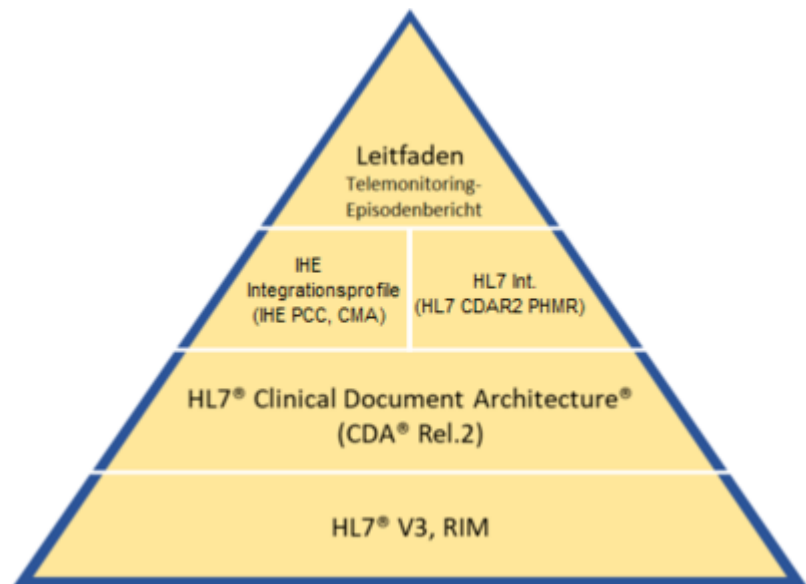 Leitfaden
Telemonitoring-
Episodenbericht
IHE
Integrationsprofile
(IHE PCC, CMA)
HL7 Int.
(HL7 CDAR2 PHMR)
HL7® Clinical Document Architecture®
(CDA® Rel.2)
HL7® V3, RIM